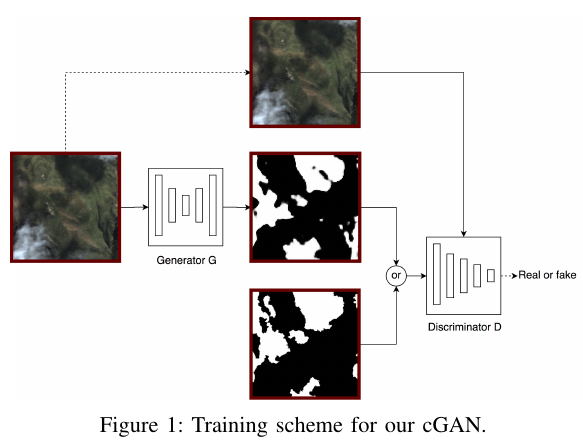 Generator G
or
Real or fake
Discriminator D
Figure 1: Training scheme for our cGAN.